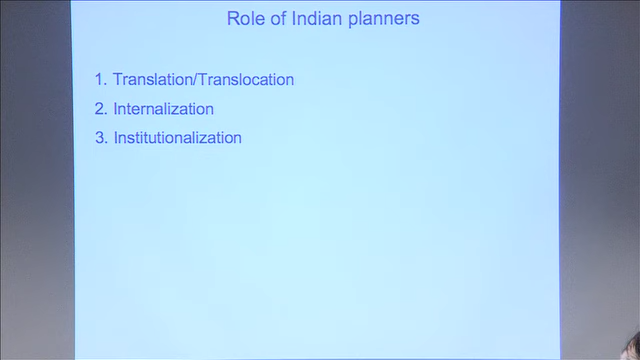 Role of Indian planners
1. Translation/Translocation
2. Internalization
3. Institutionalization